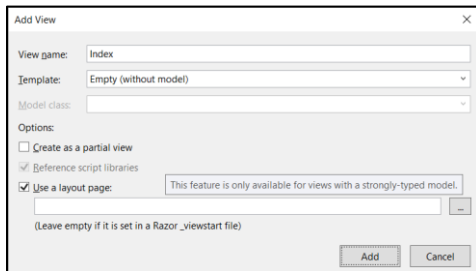 Add View
View name: Index
Template: Empty (without model)
Model class:
Options:
Create as a partial view
Reference script libraries
Use a layout page: This feature is only available for views with a strongly-typed model.
...
(Leave empty if it is set in a Razor _viewstart file)
Add Cancel